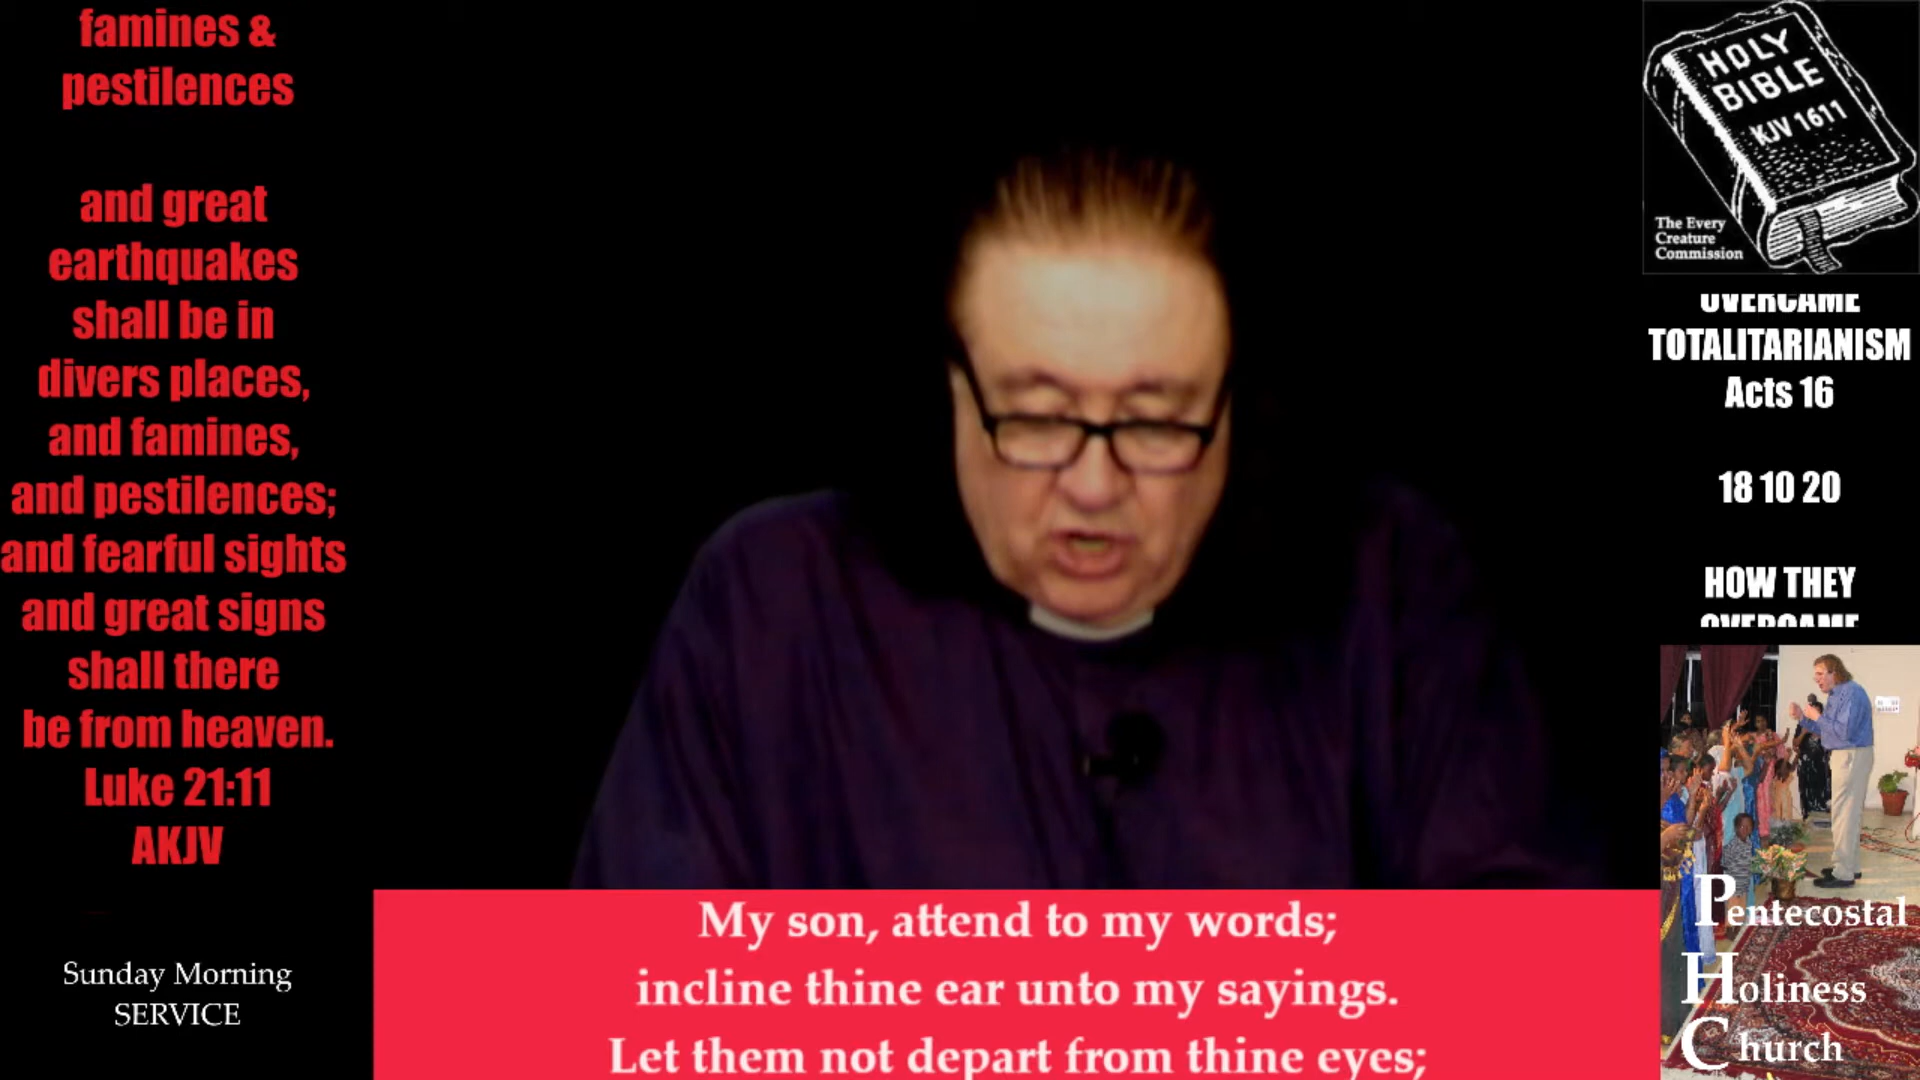 famines &
pestilences
and great
earthquakes
shall be in
divers places,
and famines,
and pestilences;
and fearful sights
and great signs
shall there
be from heaven.
Luke 21:11
AKJV
Sunday Morning
SERVICE
My son, attend to my words;
incline thine ear unto my sayings.
Let them not depart from thine eyes;
HOLY
BIBLE
KJV 1611
The Every
Creature
Commission
OVERCAME
TOTALITARIANISM
Acts 16
18 10 20
HOW THEY
OVERCAME
Pentecostal
Holiness
Church